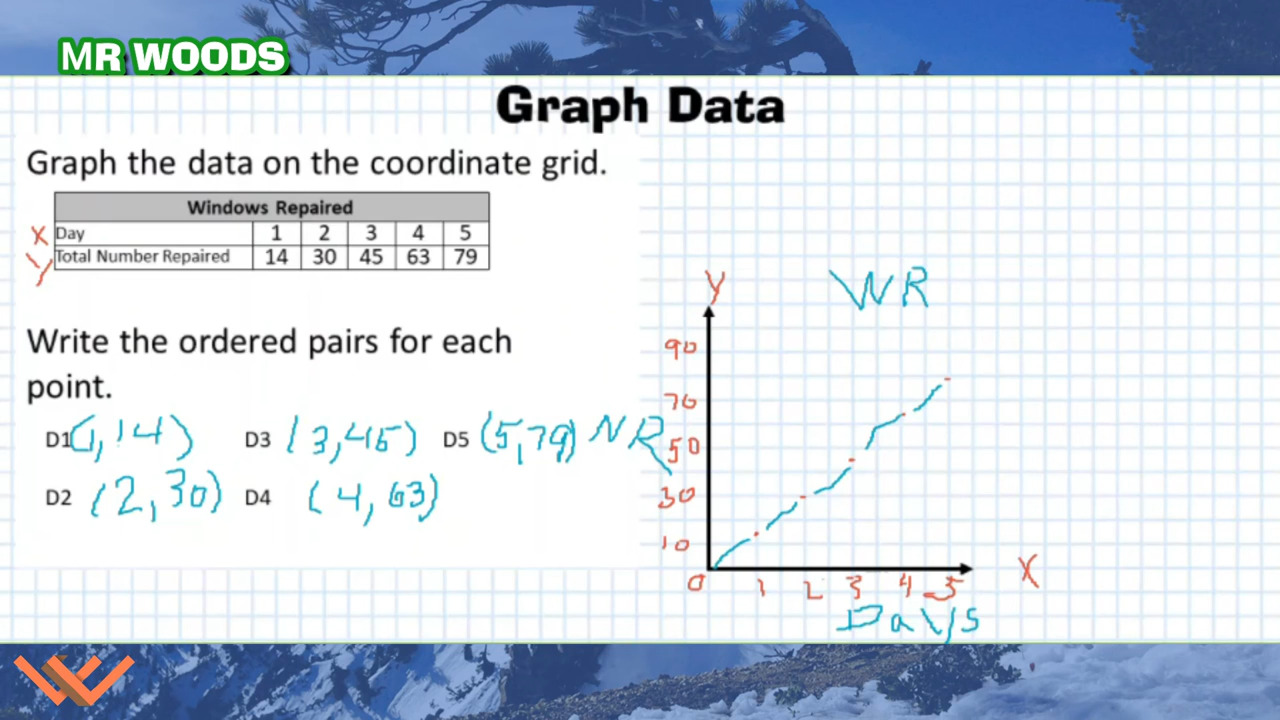 MR WOODS
Graph Data
Graph the data on the coordinate grid.
Windows Repaired
X Day 1 2 3 4 5
Y Total Number Repaired 14 30 45 63 79
Write the ordered pairs for each
point.
D1 (1,14) D3 (3,45) D5 (5,79)
D2 (2,30) D4 (4,63)
Y
WR
90
70
NR 50
30
10
0 1 2 3 4 5 X
Days